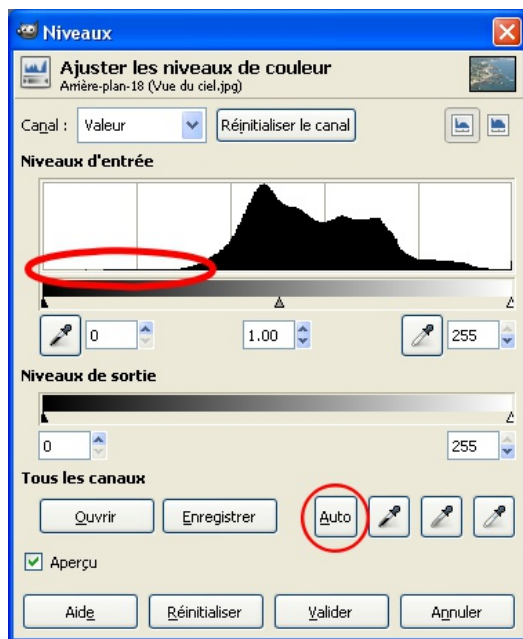 Niveaux
Ajuster les niveaux de couleur
Arrière-plan-18 (Vue du ciel.jpg)
Canal : Valeur Réinitialiser le canal
Niveaux d'entrée
0 1.00 255
Niveaux de sortie
0 255
Tous les canaux
Ouvrir Enregistrer Auto
Aperçu
Aide Réinitialiser Valider Annuler